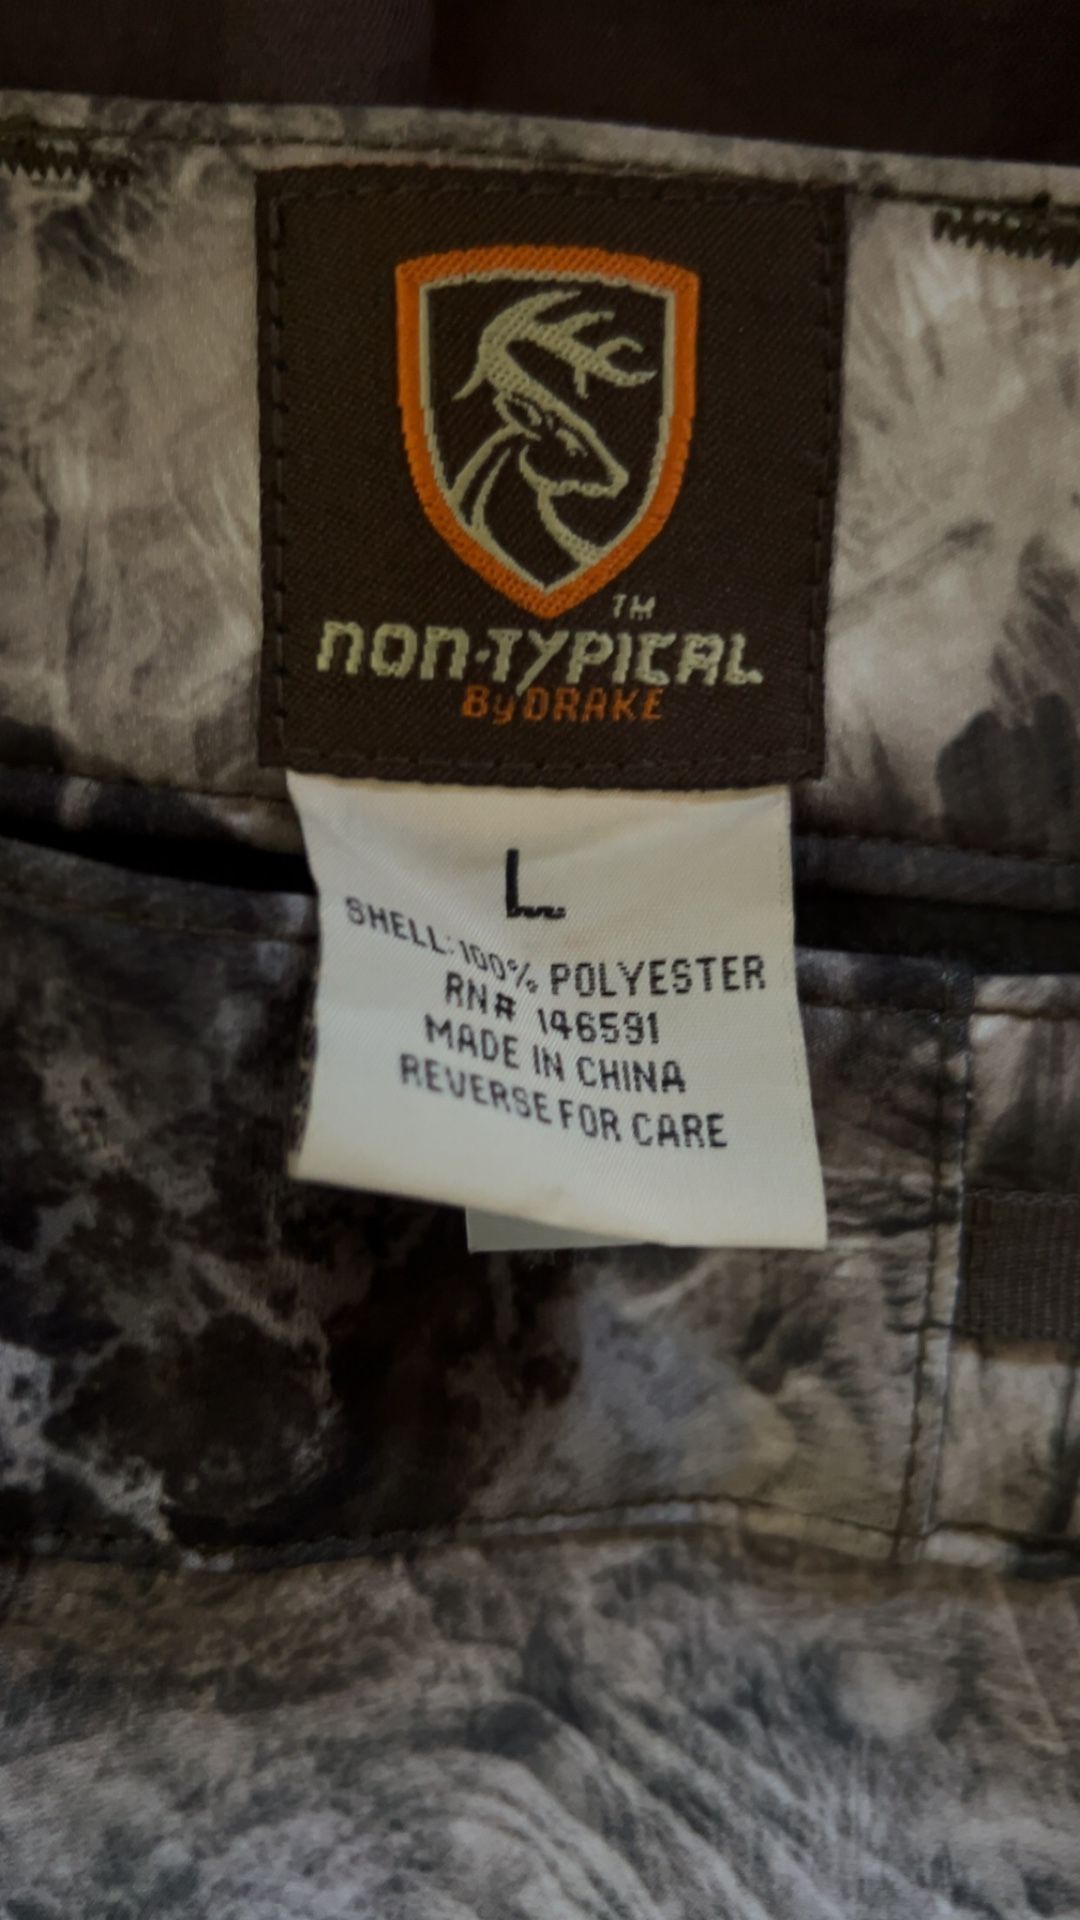 TM
NON-TYPICAL
By DRAKE
L
SHELL: 100% POLYESTER
RN# 146591
MADE IN CHINA
REVERSE FOR CARE